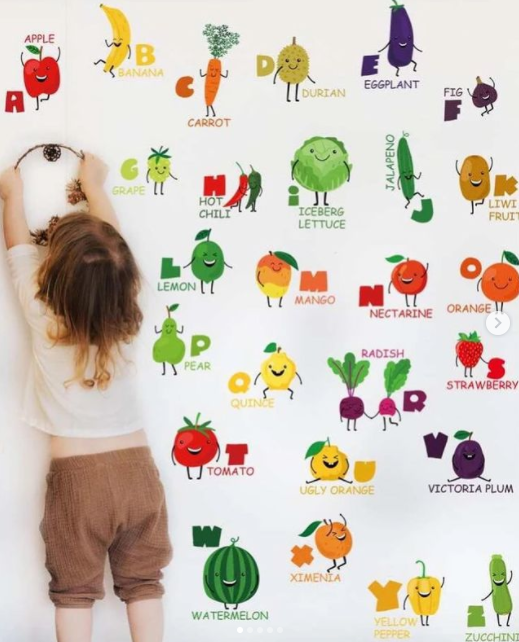 APPLE
A
B
BANANA
C
CARROT
D
DURIAN
E
EGGPLANT
FIG
F
G
GRAPE
H
HOT
CHILI
i
ICEBERG
LETTUCE
JALAPENO
J
K
LIWI
FRUIT
L
LEMON
M
MANGO
N
NECTARINE
O
ORANGE
P
PEAR
Q
QUINCE
RADISH
R
S
STRAWBERRY
T
TOMATO
U
UGLY ORANGE
V
VICTORIA PLUM
W
WATERMELON
X
XIMENIA
Y
YELLOW
PEPPER
Z
ZUCCHINI